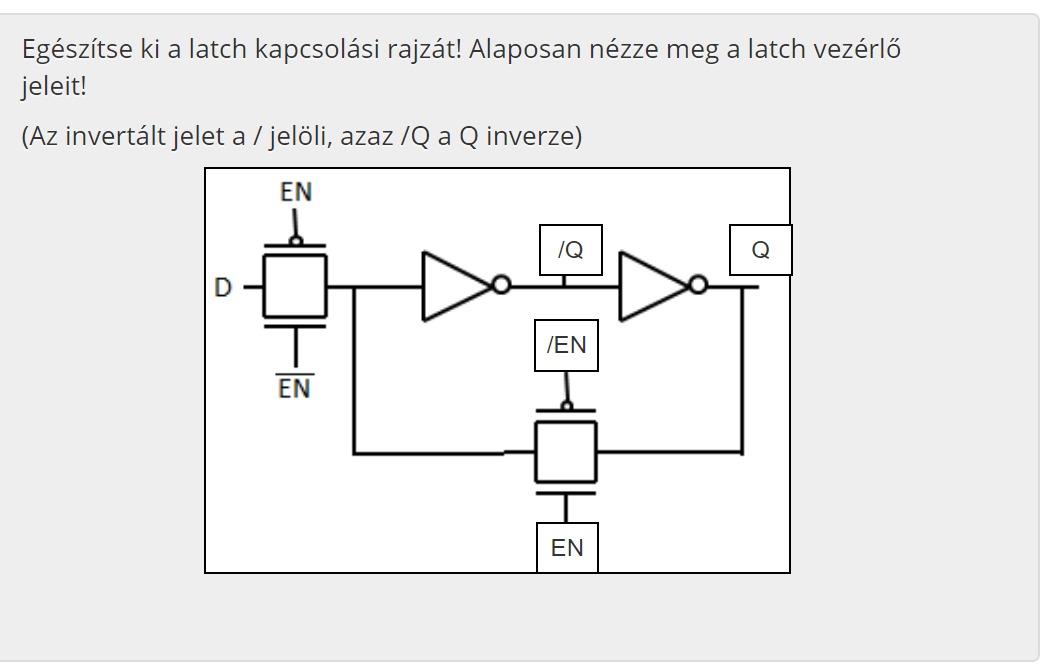 Egészítse ki a latch kapcsolási rajzát! Alaposan nézze meg a latch vezérlő
jeleit!
(Az invertált jelet a / jelöli, azaz /Q a Q inverze)
EN
/Q
Q
D
/EN
E̅N̅
EN